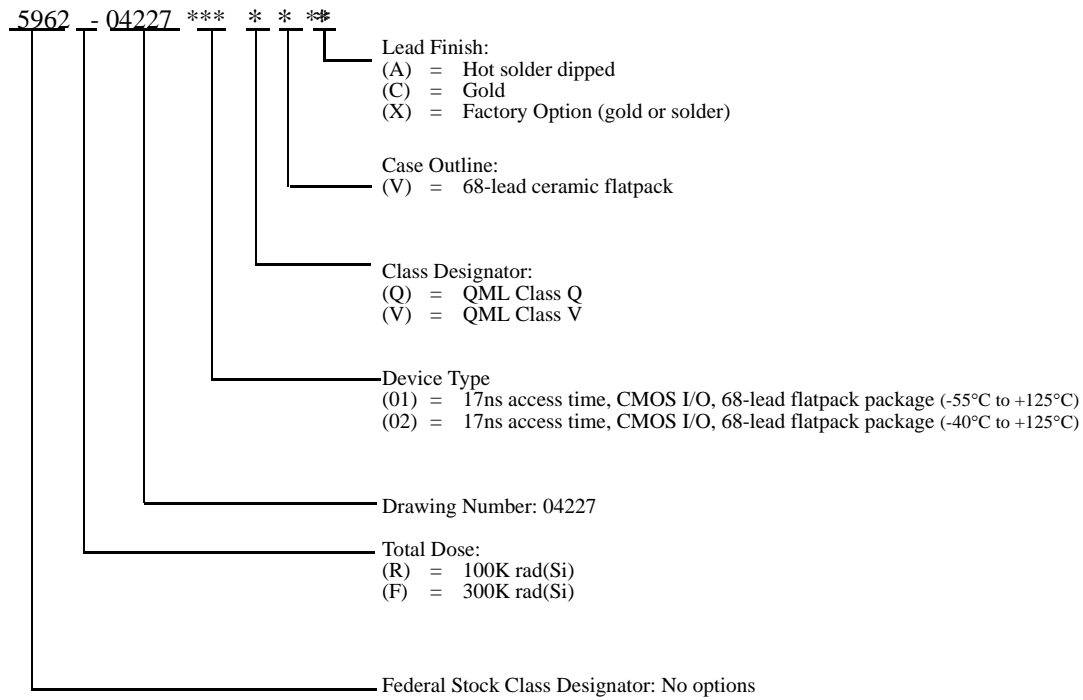 5962 - 04227 *** * * **
Lead Finish:
(A) = Hot solder dipped
(C) = Gold
(X) = Factory Option (gold or solder)
Case Outline:
(V) = 68-lead ceramic flatpack
Class Designator:
(Q) = QML Class Q
(V) = QML Class V
Device Type
(01) = 17ns access time, CMOS I/O, 68-lead flatpack package (-55°C to +125°C)
(02) = 17ns access time, CMOS I/O, 68-lead flatpack package (-40°C to +125°C)
Drawing Number: 04227
Total Dose:
(R) = 100K rad(Si)
(F) = 300K rad(Si)
Federal Stock Class Designator: No options